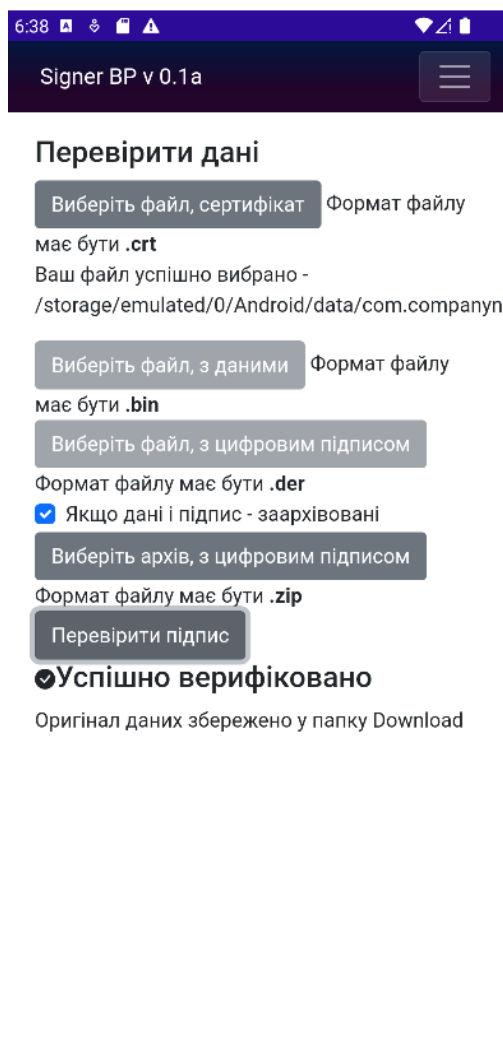 6:38
Signer BP v 0.1a
Перевірити дані
Виберіть файл, сертифікат Формат файлу
має бути .crt
Ваш файл успішно вибрано -
/storage/emulated/0/Android/data/com.companyn
Виберіть файл, з даними Формат файлу
має бути .bin
Виберіть файл, з цифровим підписом
Формат файлу має бути .der
Якщо дані і підпис - заархівовані
Виберіть архів, з цифровим підписом
Формат файлу має бути .zip
Перевірити підпис
Успішно верифіковано
Оригінал даних збережено у папку Download